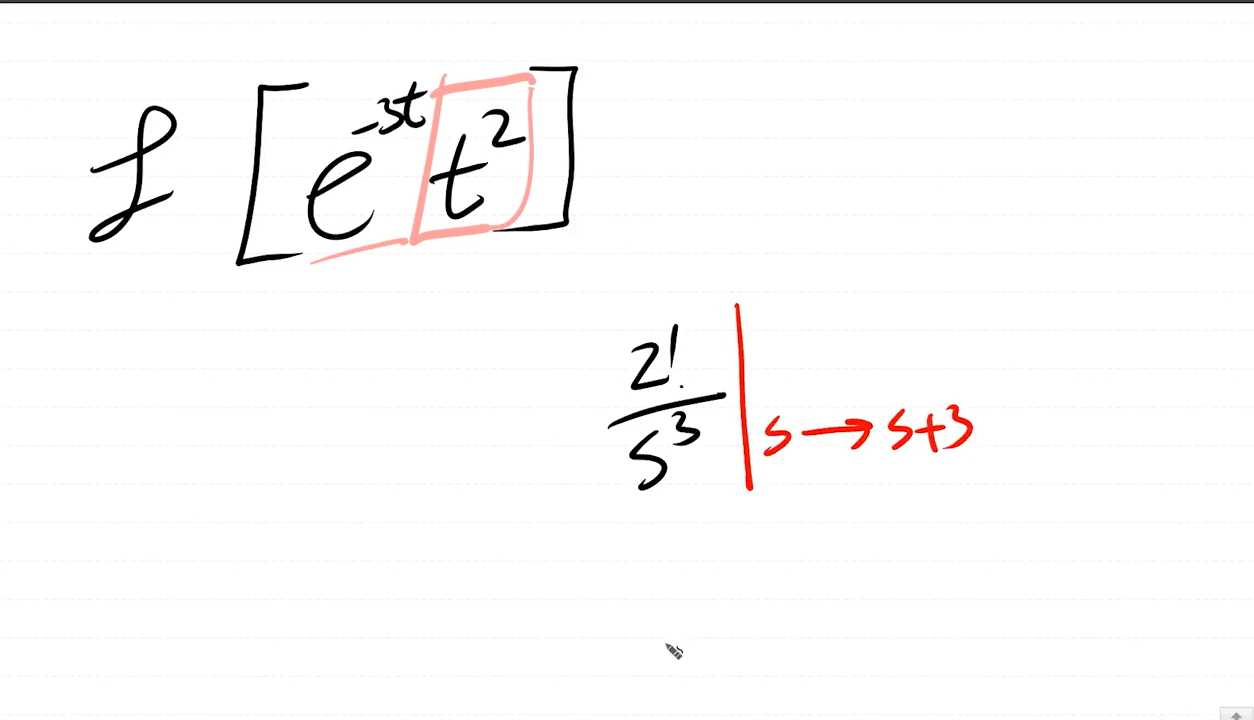 ℒ [e^{-3t} t^2]
2!/s^3 | s → s+3